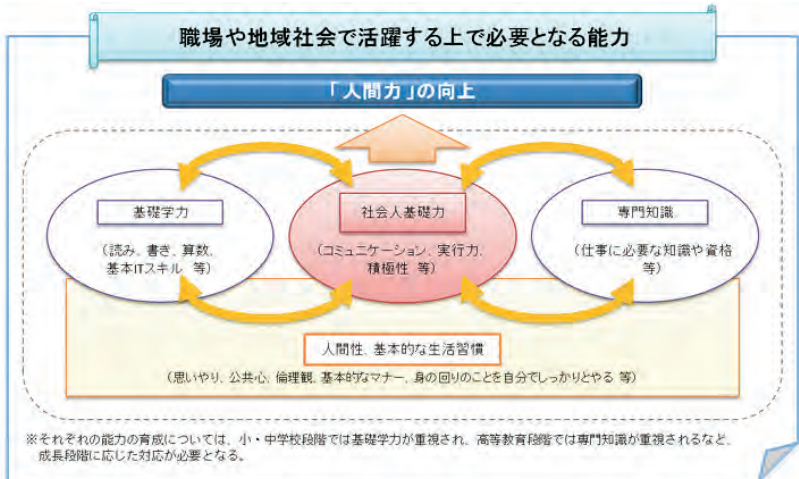 職場や地域社会で活躍する上で必要となる能力
「人間力」の向上
基礎学力
(読み、書き、算数、
基本ITスキル 等)
社会人基礎力
(コミュニケーション、実行力、
積極性 等)
専門知識
(仕事に必要な知識や資格
等)
人間性、基本的な生活習慣
(思いやり、公共心、倫理観、基本的なマナー、身の回りのことを自分でしっかりとやる 等)
※それぞれの能力の育成については、小・中学校段階では基礎学力が重視され、高等教育段階では専門知識が重視されるなど、
成長段階に応じた対応が必要となる。